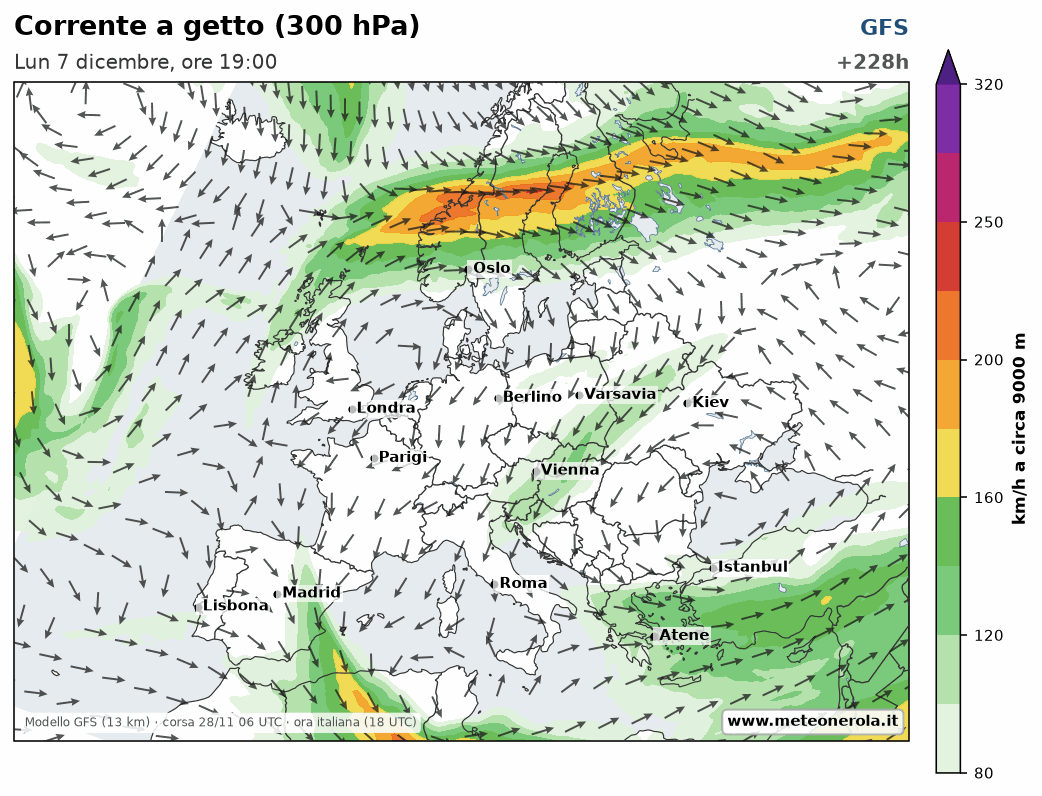 Corrente a getto (300 hPa)
GFS
Lun 7 dicembre, ore 19:00
+228h
320
250
200
160
120
80
km/h a circa 9000 m
Oslo
Berlino
Varsavia
Kiev
Londra
Parigi
Vienna
Istanbul
Roma
Madrid
Lisbona
Atene
Modello GFS (13 km) · corsa 28/11 06 UTC · ora italiana (18 UTC)
www.meteonerola.it